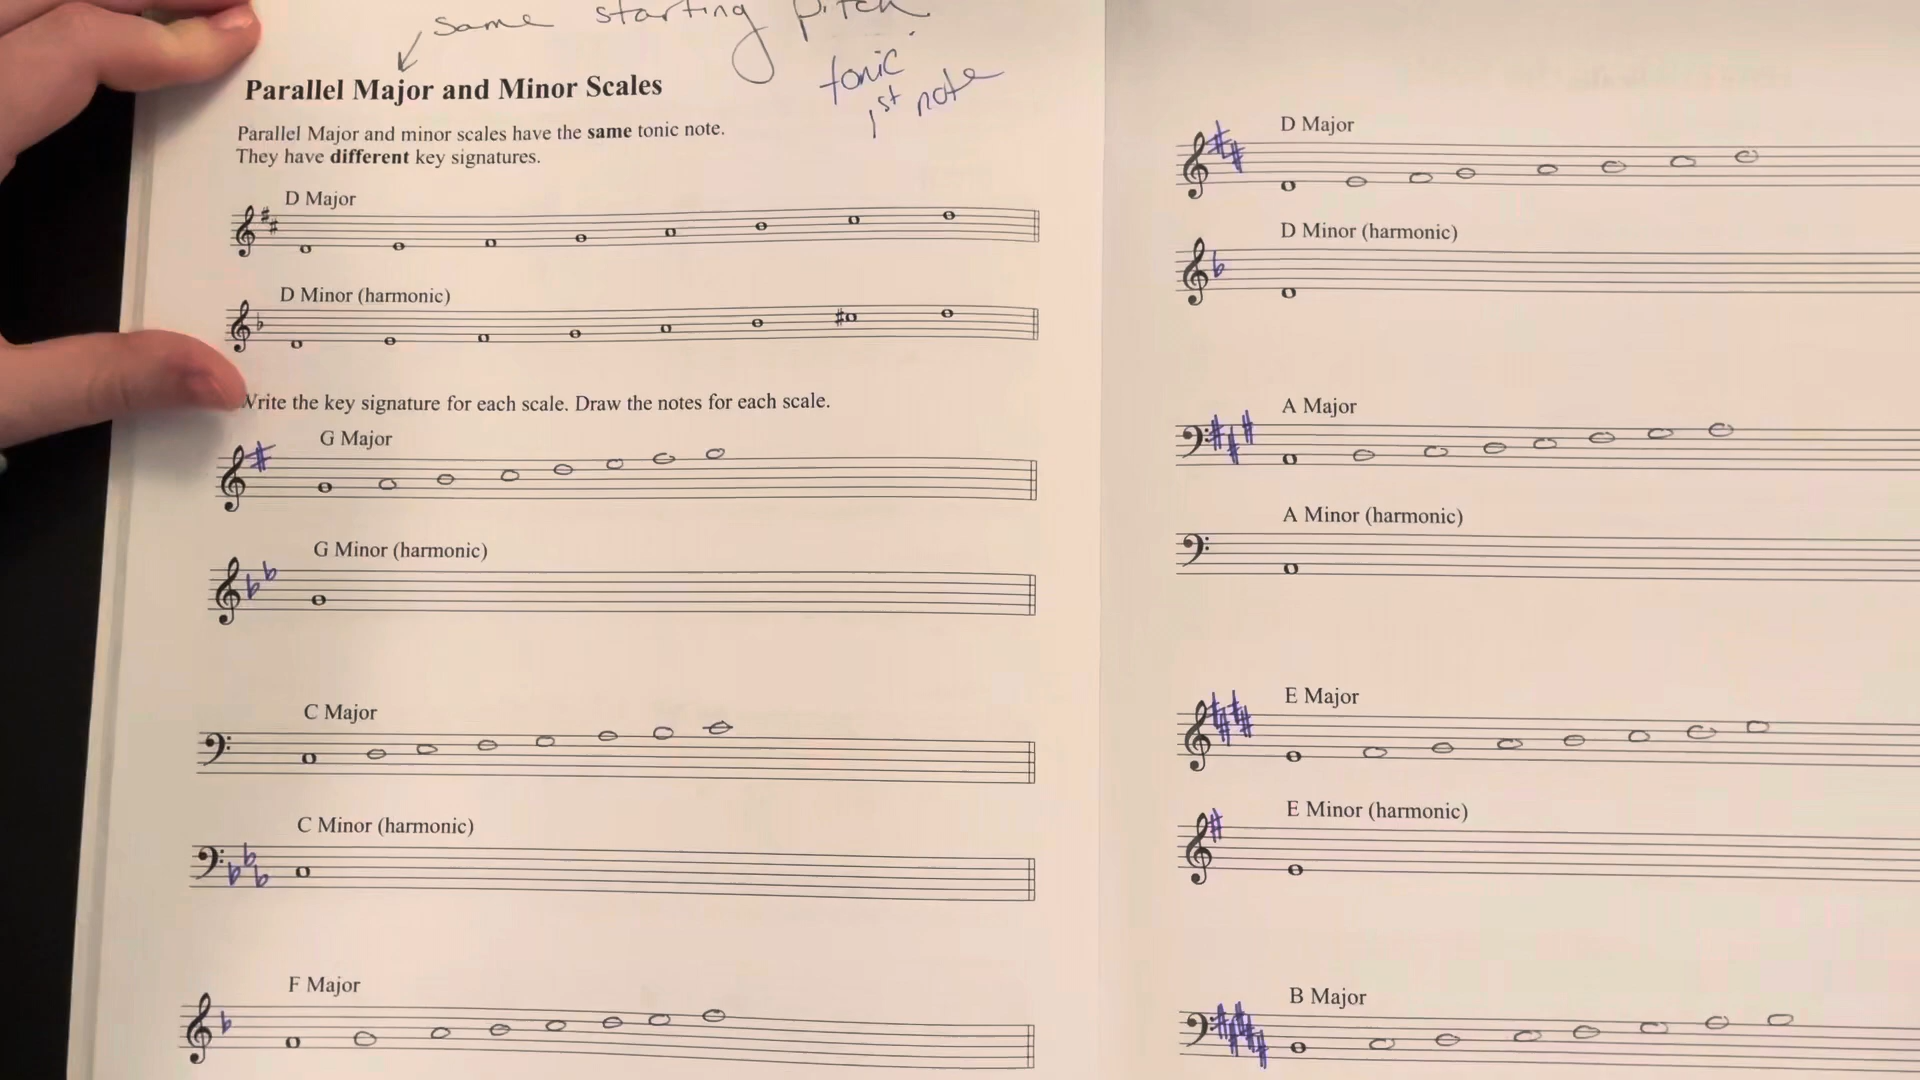 same starting pitch
tonic
1st note
Parallel Major and Minor Scales
Parallel Major and minor scales have the same tonic note.
They have different key signatures.
D Major
D Minor (harmonic)
Write the key signature for each scale. Draw the notes for each scale.
G Major
G Minor (harmonic)
C Major
C Minor (harmonic)
F Major
D Major
D Minor (harmonic)
A Major
A Minor (harmonic)
E Major
E Minor (harmonic)
B Major